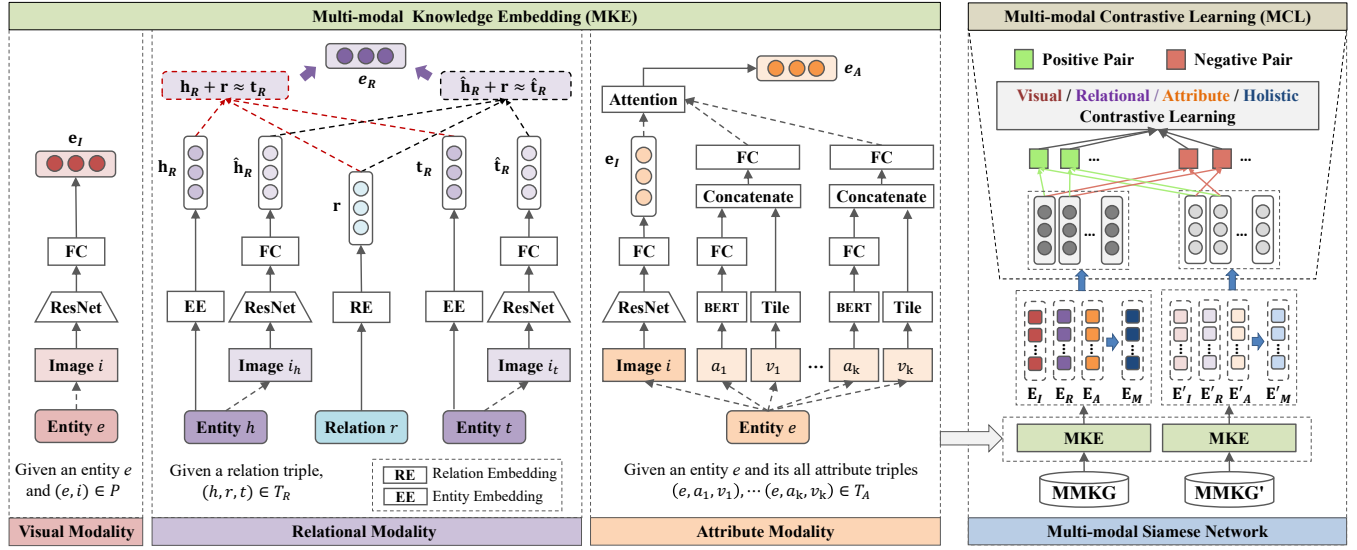 Multi-modal Knowledge Embedding (MKE)
e_I
FC
ResNet
Image i
Entity e
Given an entity e
and (e, i) ∈ P
Visual Modality
e_R
h_R + r ≈ t_R
ĥ_R + r ≈ t̂_R
h_R
ĥ_R
r
t_R
t̂_R
FC
FC
EE
ResNet
RE
EE
ResNet
Image i_h
Image i_t
Entity h
Relation r
Entity t
Given a relation triple,
(h, r, t) ∈ T_R
RE
Relation Embedding
EE
Entity Embedding
Relational Modality
e_A
Attention
e_I
FC
FC
Concatenate
Concatenate
FC
FC
FC
ResNet
BERT
Tile
BERT
Tile
Image i
a_1
v_1
...
a_k
v_k
Entity e
Given an entity e and its all attribute triples
(e, a_1, v_1), ⋯ (e, a_k, v_k) ∈ T_A
Attribute Modality
Multi-modal Contrastive Learning (MCL)
Positive Pair
Negative Pair
Visual / Relational / Attribute / Holistic
Contrastive Learning
...
...
...
...
E_I
E_R
E_A
E_M
E'_I
E'_R
E'_A
E'_M
MKE
MKE
MMKG
MMKG'
Multi-modal Siamese Network